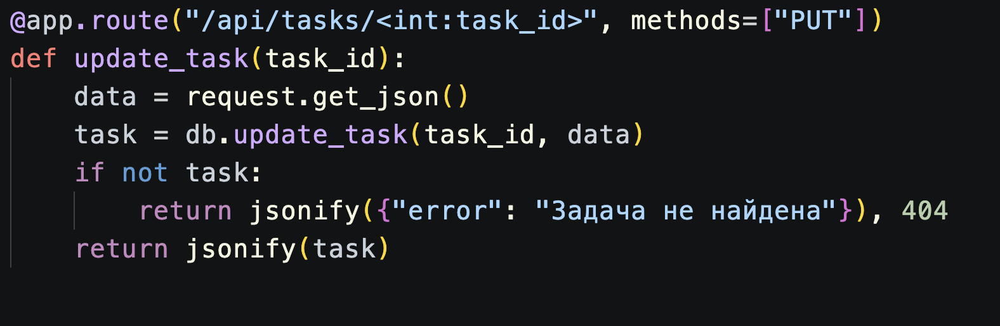 @app.route("/api/tasks/<int:task_id>", methods=["PUT"])
def update_task(task_id):
    data = request.get_json()
    task = db.update_task(task_id, data)
    if not task:
        return jsonify({"error": "Задача не найдена"}), 404
    return jsonify(task)